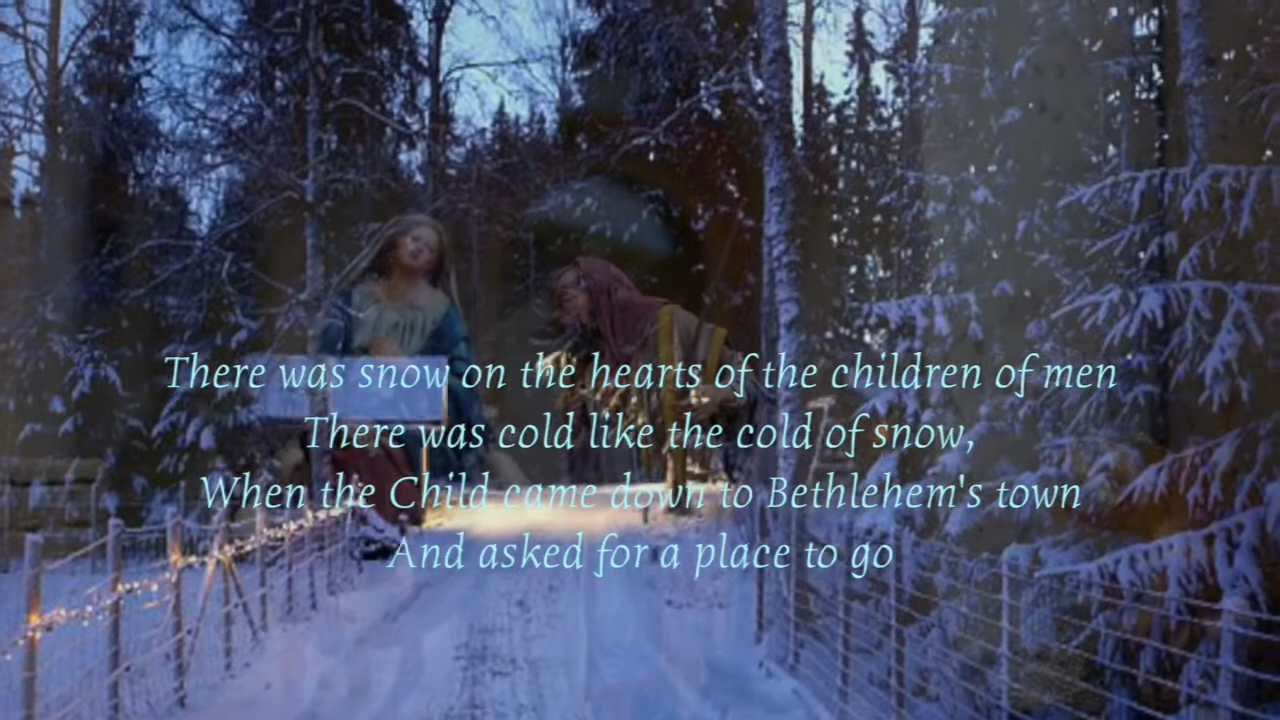 There was snow on the hearts of the children of men
There was cold like the cold of snow,
When the Child came down to Bethlehem's town
And asked for a place to go